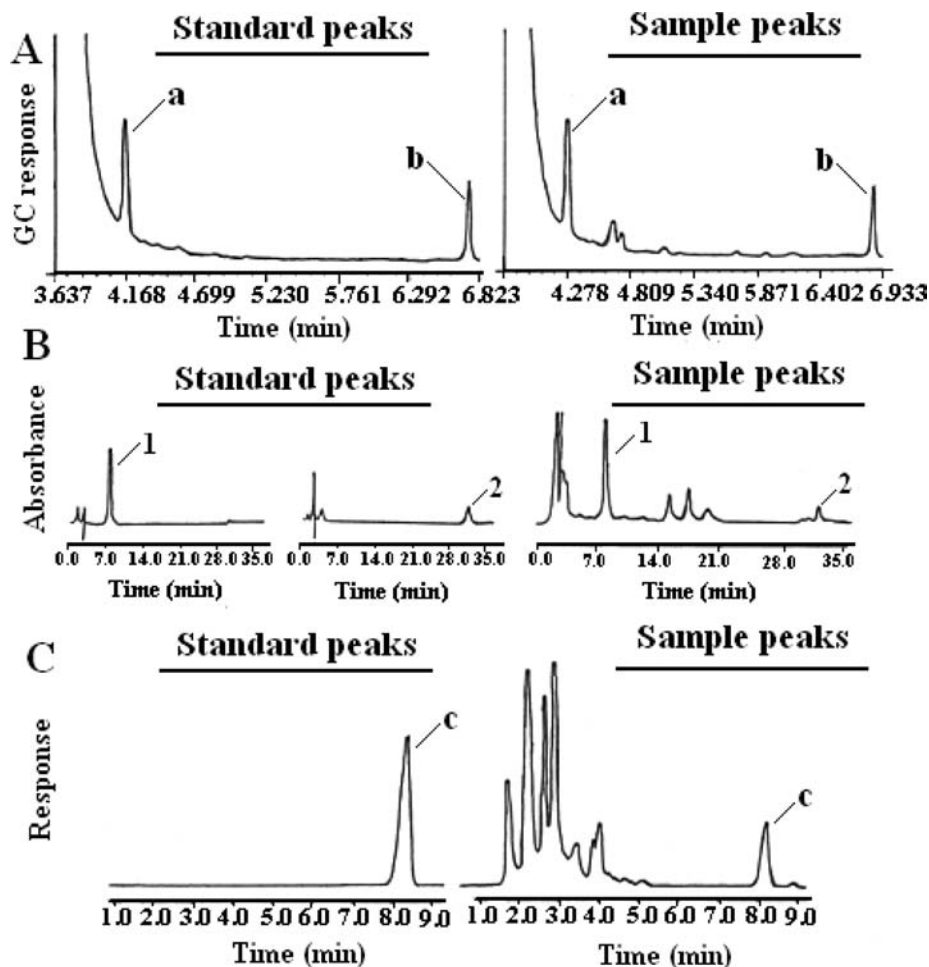 A
Standard peaks
Sample peaks
GC response
a
b
a
b
3.637 4.168 4.699 5.230 5.761 6.292 6.823
4.278 4.809 5.340 5.871 6.402 6.933
Time (min)
Time (min)
B
Standard peaks
Sample peaks
Absorbance
1
2
1
2
0.0 7.0 14.0 21.0 28.0 35.0
0.0 7.0 14.0 21.0 28.0 35.0
0.0 7.0 14.0 21.0 28.0 35.0
Time (min)
Time (min)
Time (min)
C
Standard peaks
Sample peaks
Response
c
c
1.0 2.0 3.0 4.0 5.0 6.0 7.0 8.0 9.0
1.0 2.0 3.0 4.0 5.0 6.0 7.0 8.0 9.0
Time (min)
Time (min)